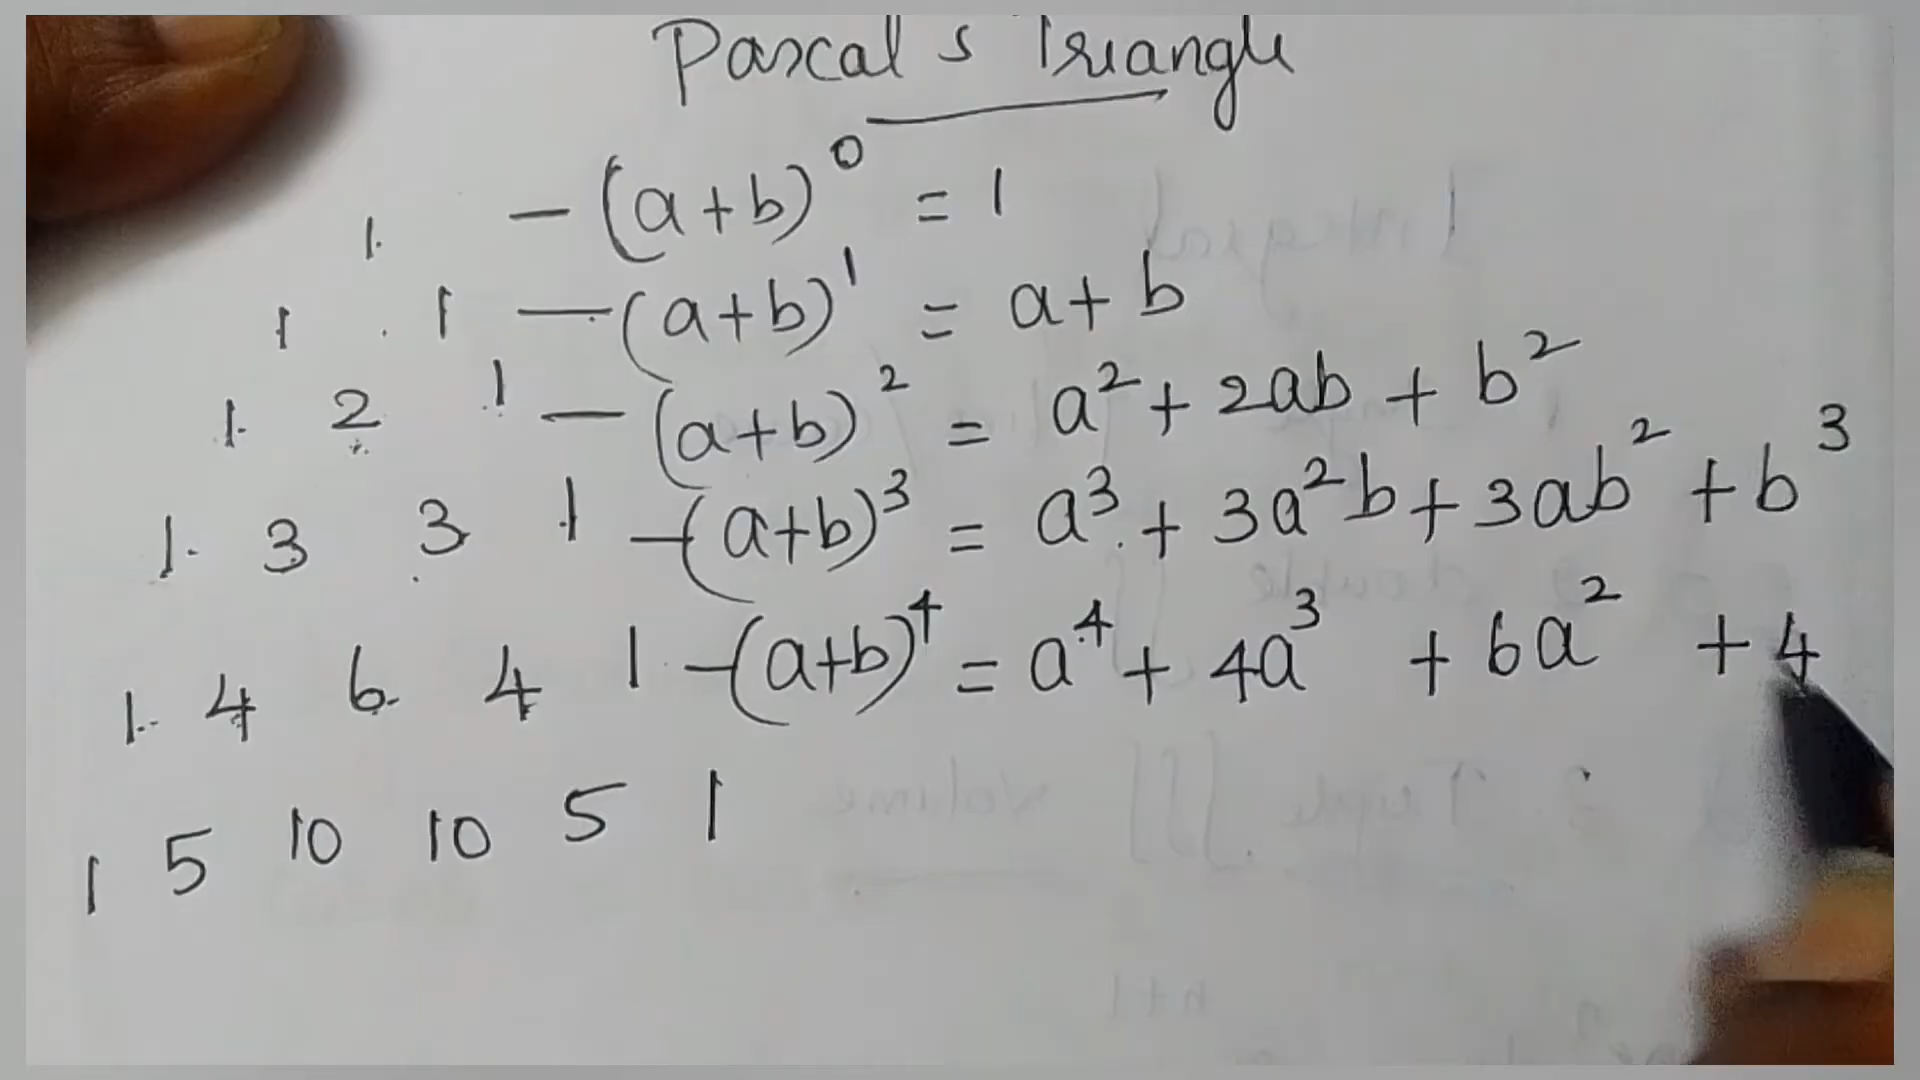 Pascal's Triangle
1 - (a+b)⁰ = 1
1 1 - (a+b)¹ = a+b
1 2 1 - (a+b)² = a² + 2ab + b²
1 3 3 1 - (a+b)³ = a³ + 3a²b + 3ab² + b³
1 4 6 4 1 - (a+b)⁴ = a⁴ + 4a³ + 6a² + 4
1 5 10 10 5 1